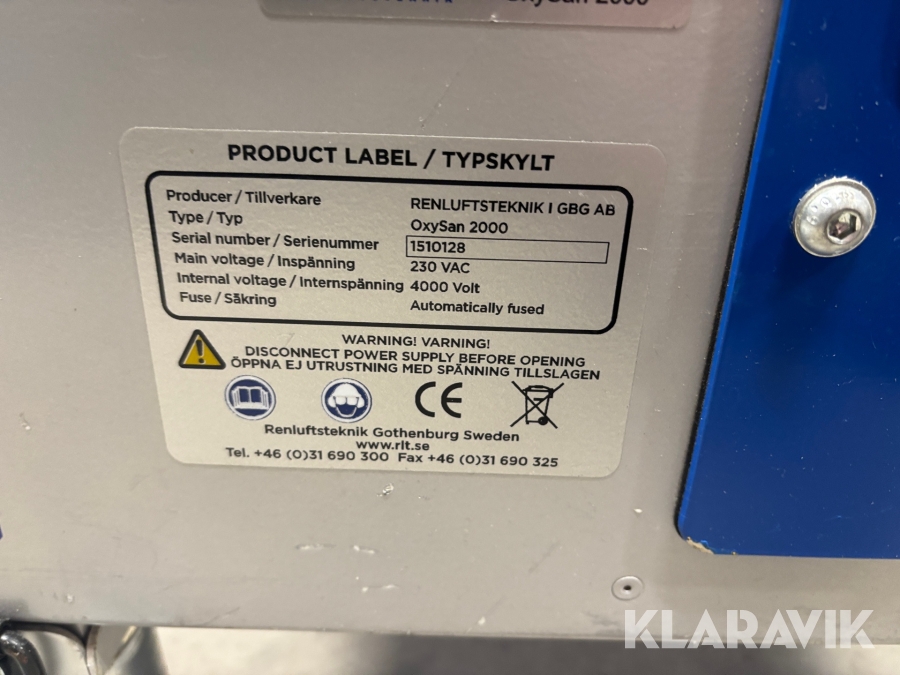 OxySan 2000
PRODUCT LABEL / TYPSKYLT
Producer / Tillverkare RENLUFTSTEKNIK I GBG AB
Type / Typ OxySan 2000
Serial number / Serienummer 1510128
Main voltage / Inspänning 230 VAC
Internal voltage / Internspänning 4000 Volt
Fuse / Säkring Automatically fused
WARNING! VARNING!
DISCONNECT POWER SUPPLY BEFORE OPENING
ÖPPNA EJ UTRUSTNING MED SPÄNNING TILLSLAGEN
CE
Renluftsteknik Gothenburg Sweden
www.rlt.se
Tel. +46 (0)31 690 300 Fax +46 (0)31 690 325
KLARAVIK